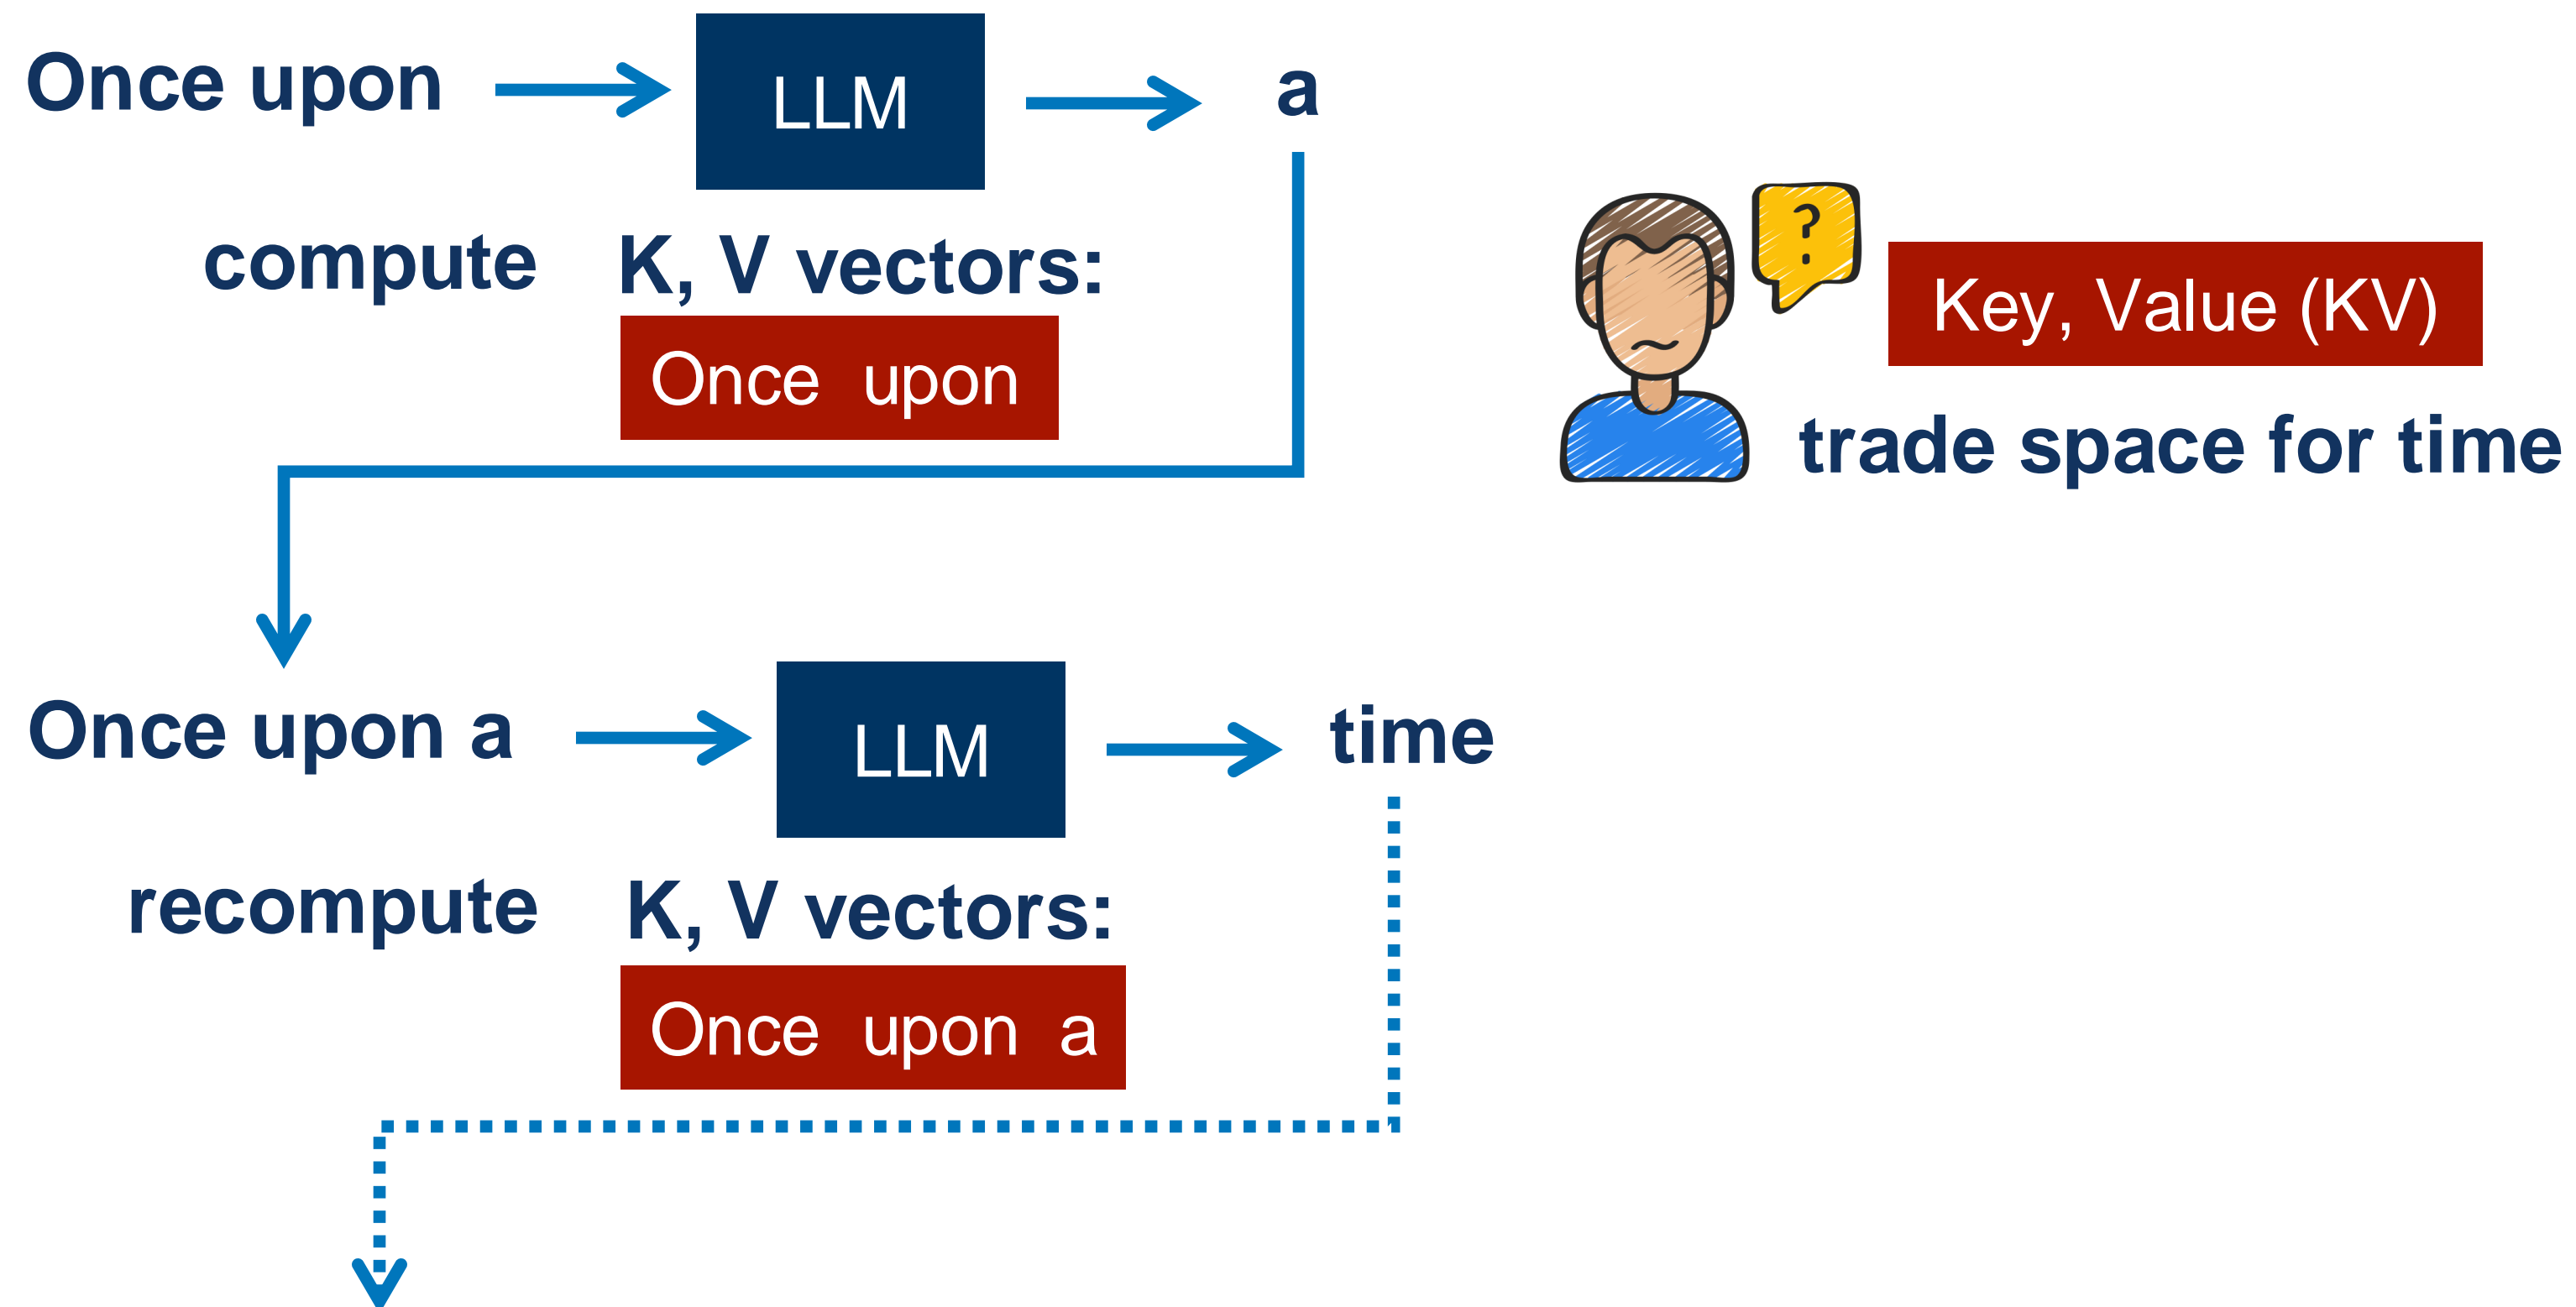 Once upon
LLM
a
compute
K, V vectors:
Once upon
?
Key, Value (KV)
trade space for time
Once upon a
LLM
time
recompute
K, V vectors:
Once upon a